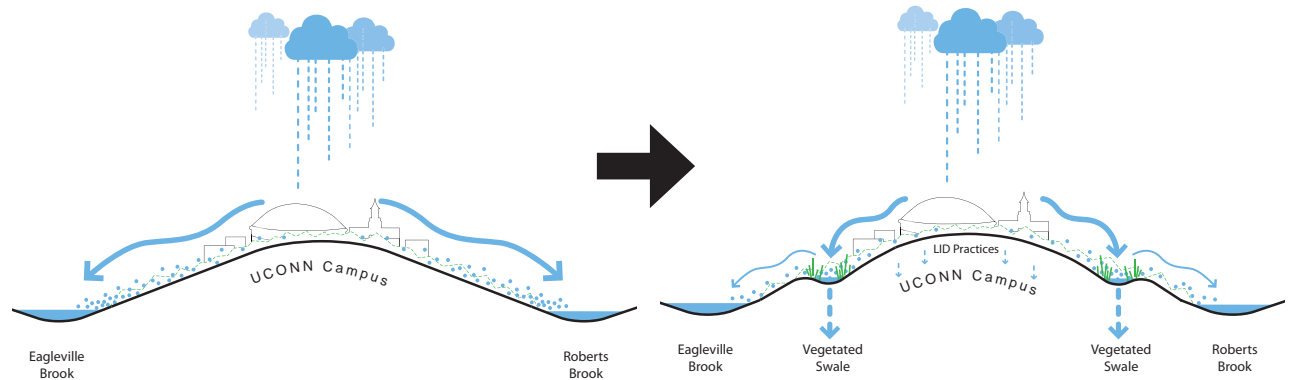 UCONN Campus
Eagleville
Brook
Roberts
Brook
LID Practices
UCONN Campus
Eagleville
Brook
Vegetated
Swale
Vegetated
Swale
Roberts
Brook